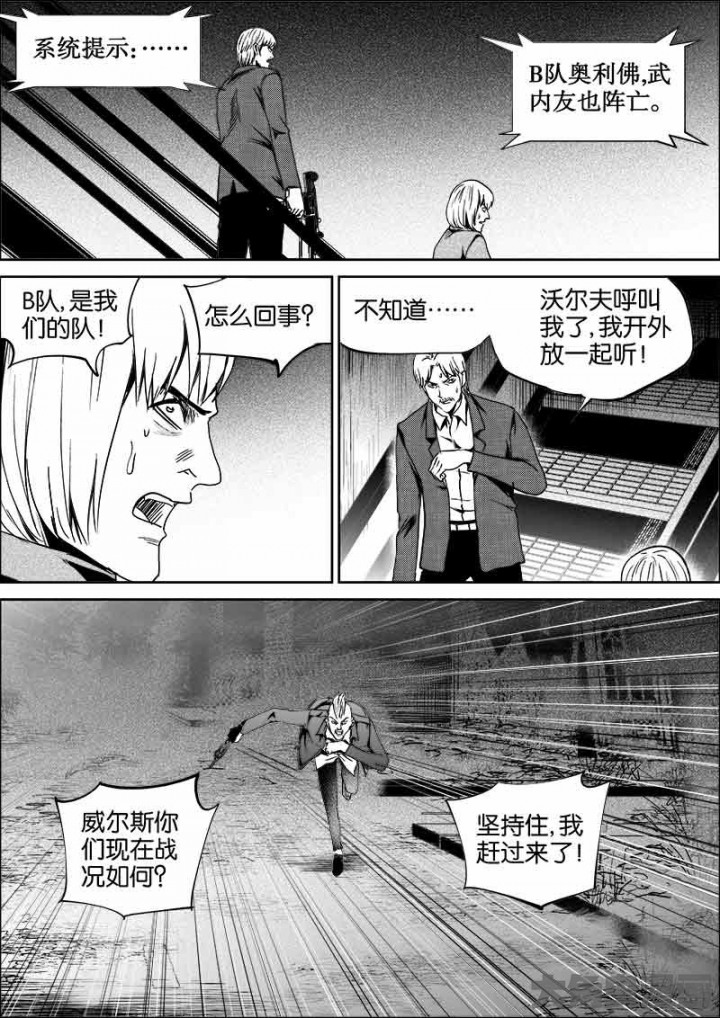 系统提示：……
B队奥利佛，武
内友也阵亡。
B队，是我
们的队！
怎么回事？
不知道……
沃尔夫呼叫
我了，我开外
放一起听！
威尔斯你
们现在战
况如何？
坚持住，我
赶过来了！